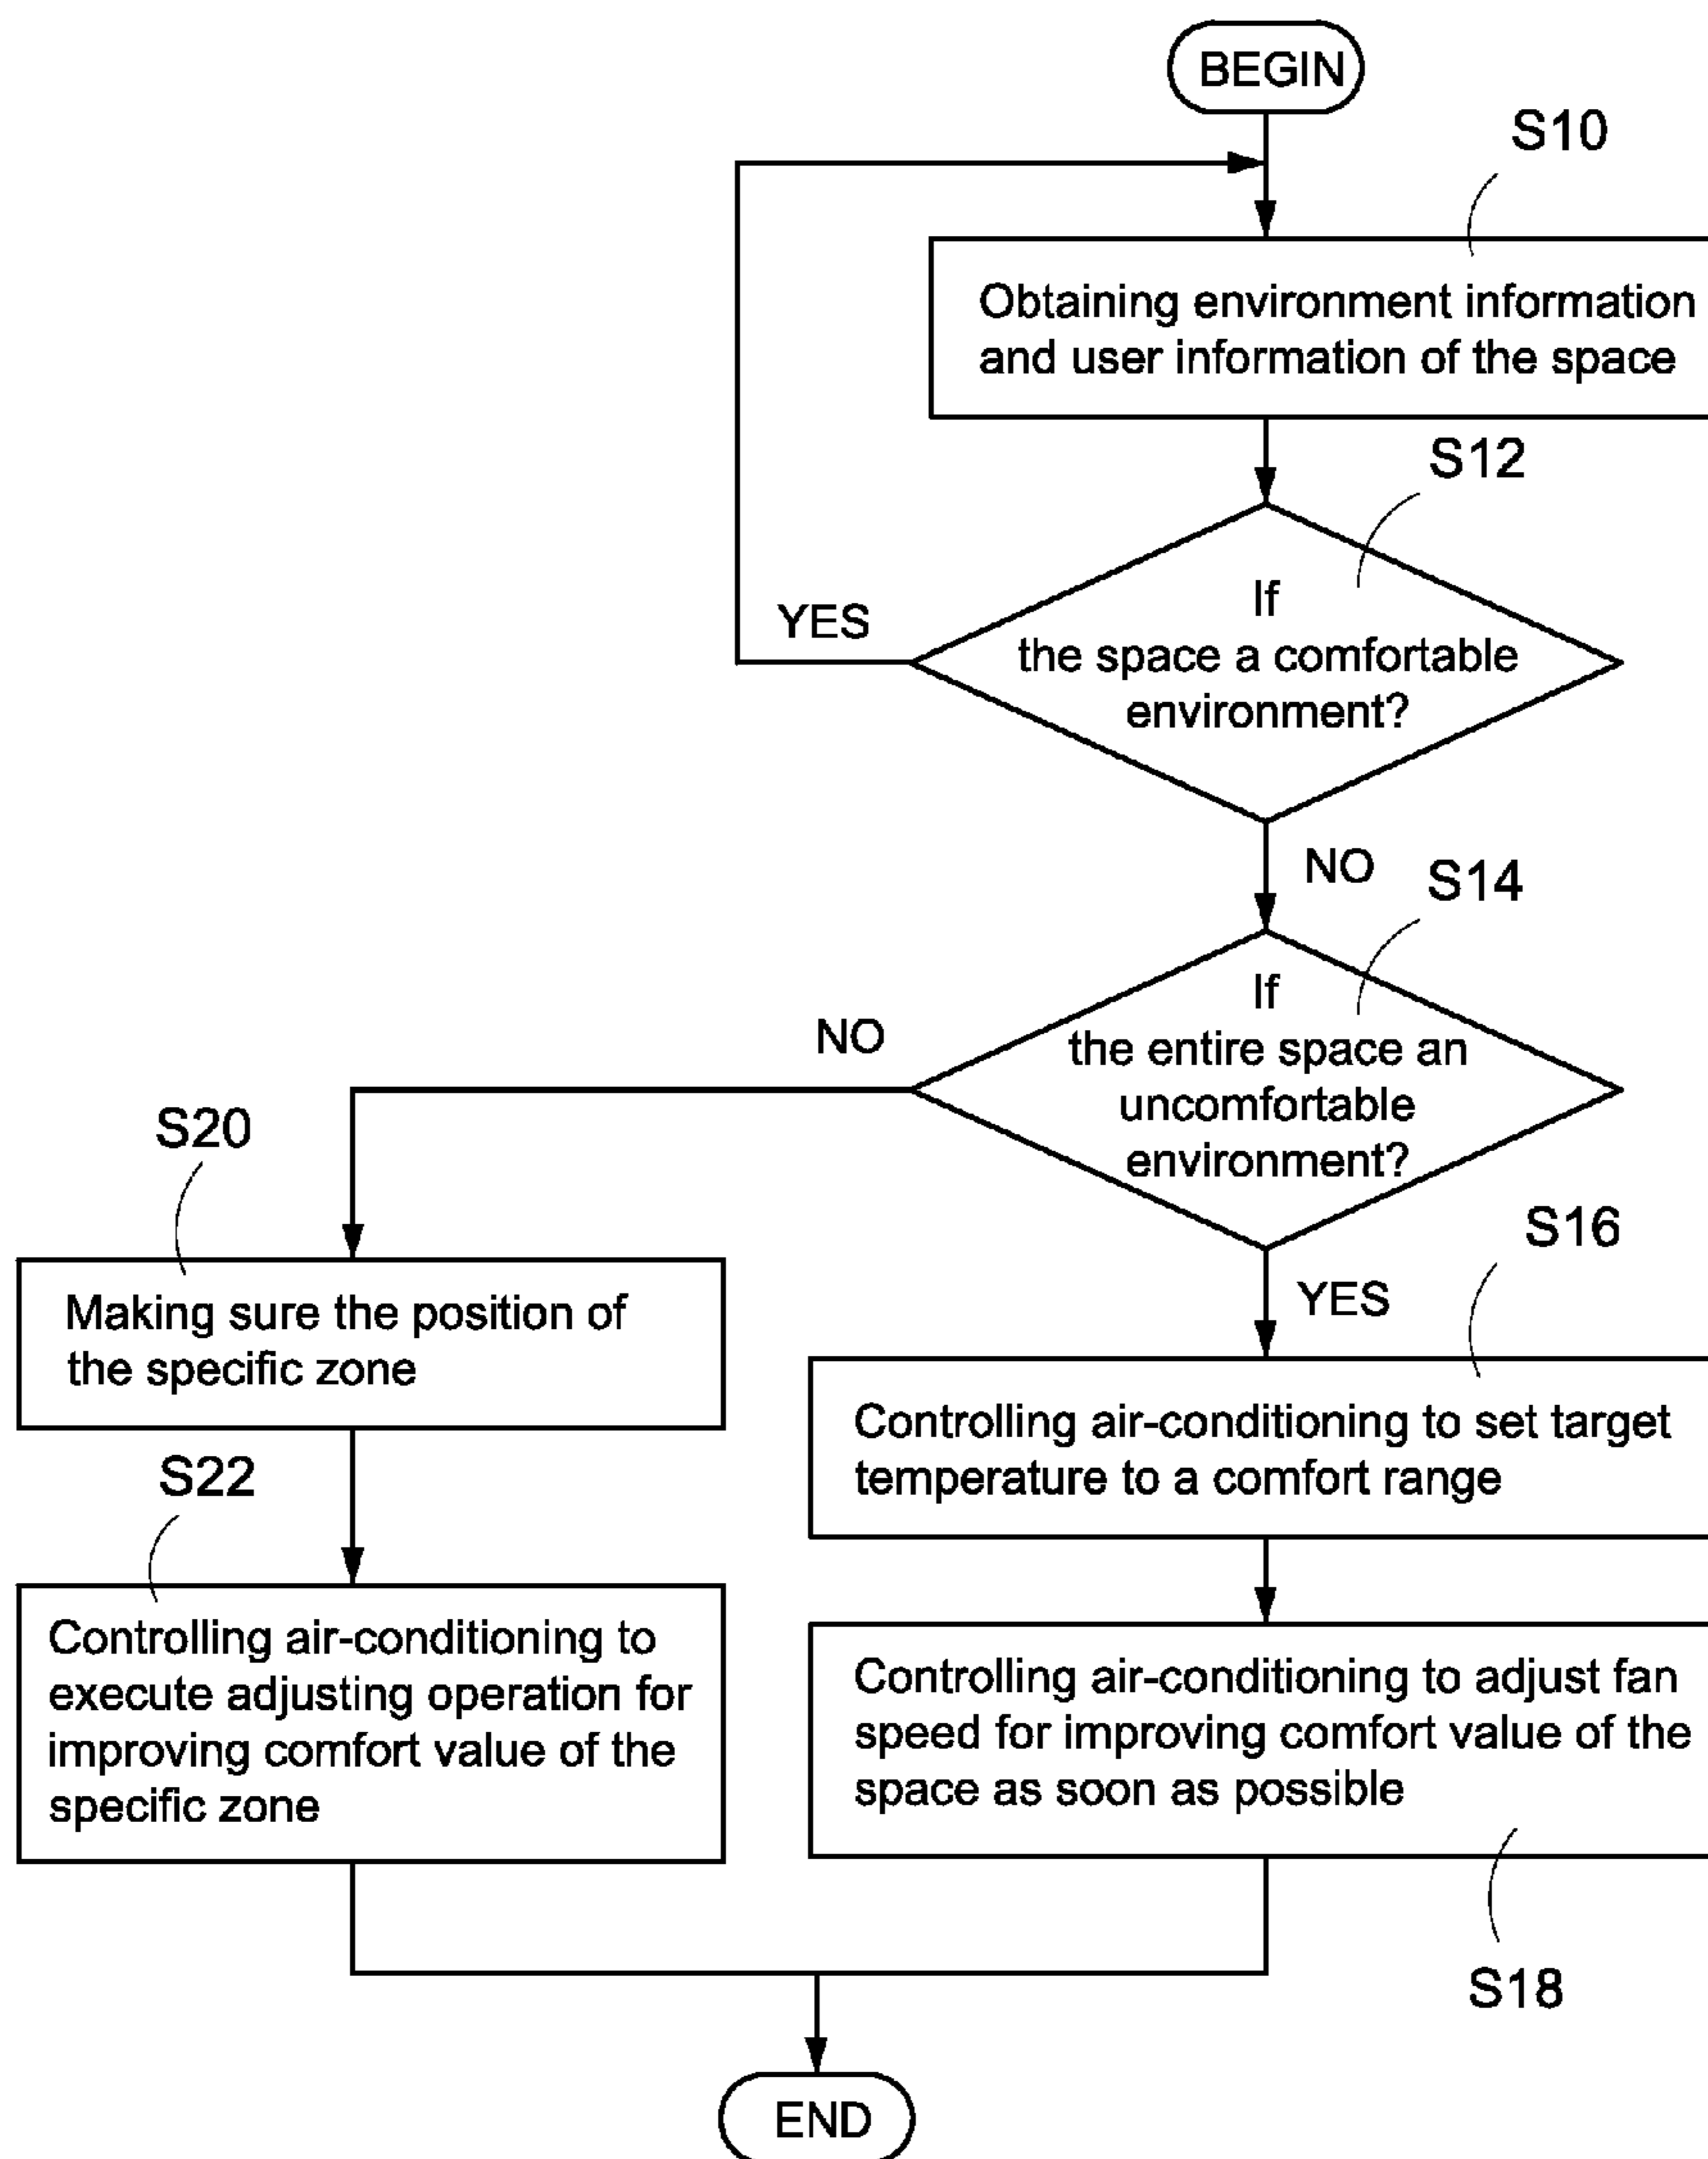 BEGIN
S10
Obtaining environment information
and user information of the space
S12
If
the space a comfortable
environment?
YES
NO
S14
If
the entire space an
uncomfortable
environment?
NO
YES
S20
Making sure the position of
the specific zone
S16
Controlling air-conditioning to set target
temperature to a comfort range
S22
Controlling air-conditioning to
execute adjusting operation for
improving comfort value of the
specific zone
Controlling air-conditioning to adjust fan
speed for improving comfort value of the
space as soon as possible
S18
END